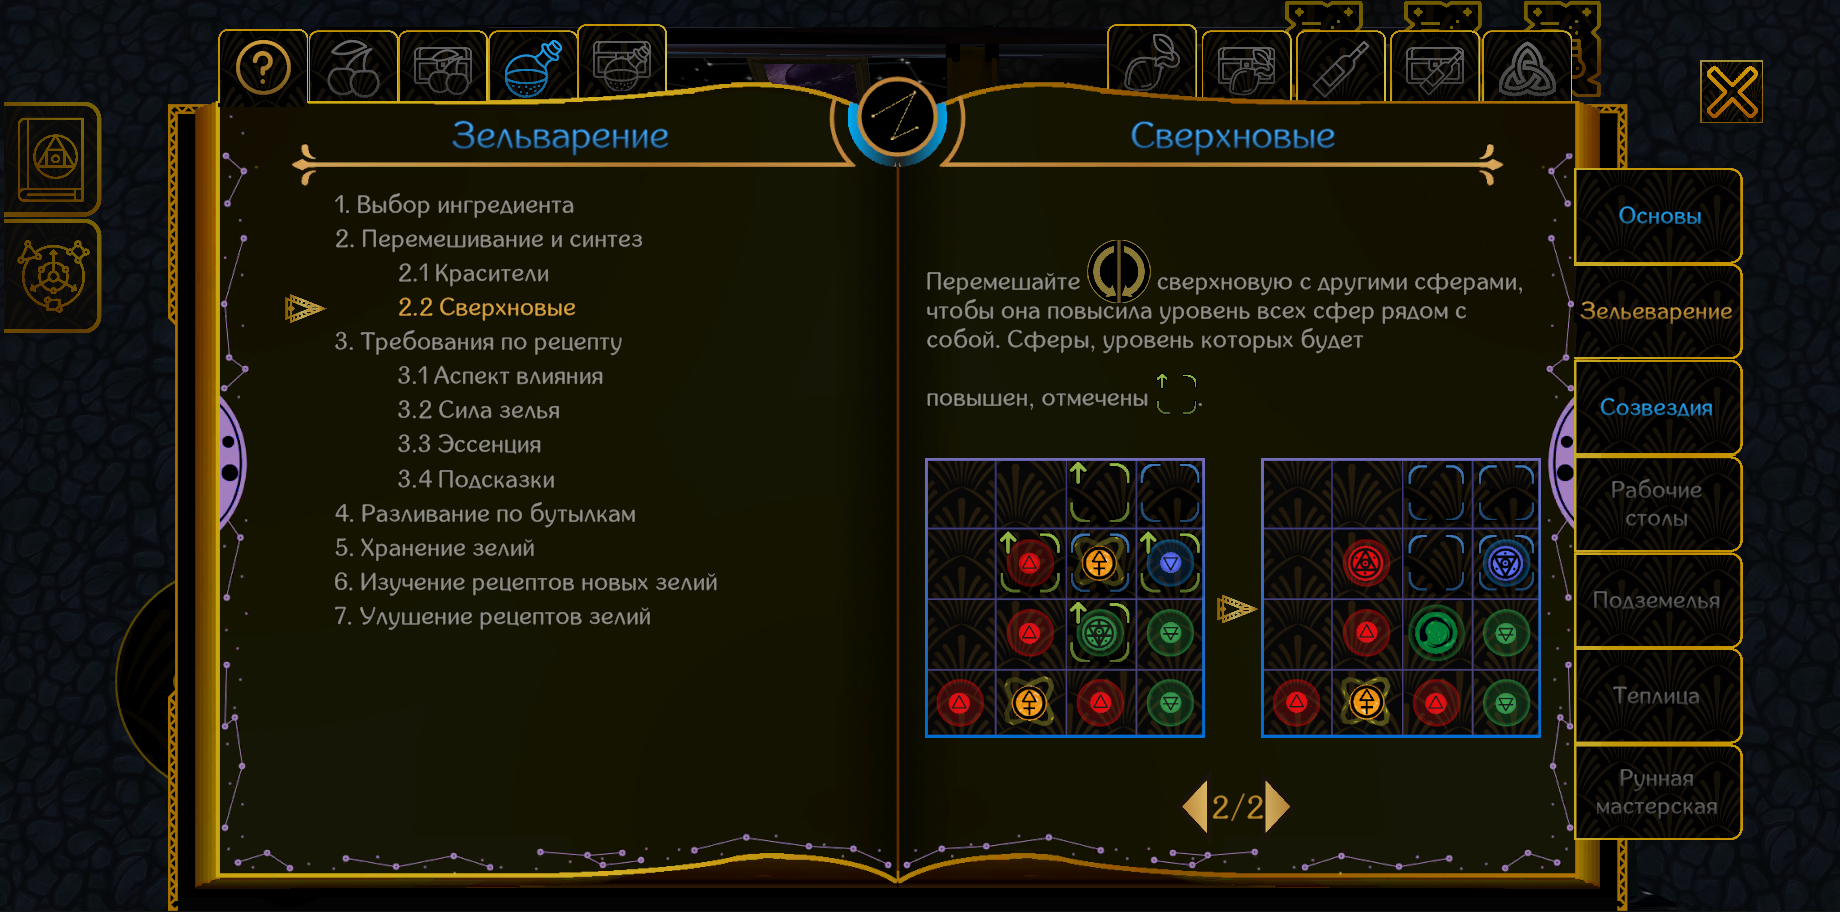 ?
Зельварение
1. Выбор ингредиента
2. Перемешивание и синтез
2.1 Красители
2.2 Сверхновые
3. Требования по рецепту
3.1 Аспект влияния
3.2 Сила зелья
3.3 Эссенция
3.4 Подсказки
4. Разливание по бутылкам
5. Хранение зелий
6. Изучение рецептов новых зелий
7. Улушение рецептов зелий
Сверхновые
Перемешайте сверхновую с другими сферами,
чтобы она повысила уровень всех сфер рядом с
собой. Сферы, уровень которых будет
повышен, отмечены .
2/2
Основы
Зельеварение
Созвездия
Рабочие
столы
Подземелья
Теплица
Рунная
мастерская